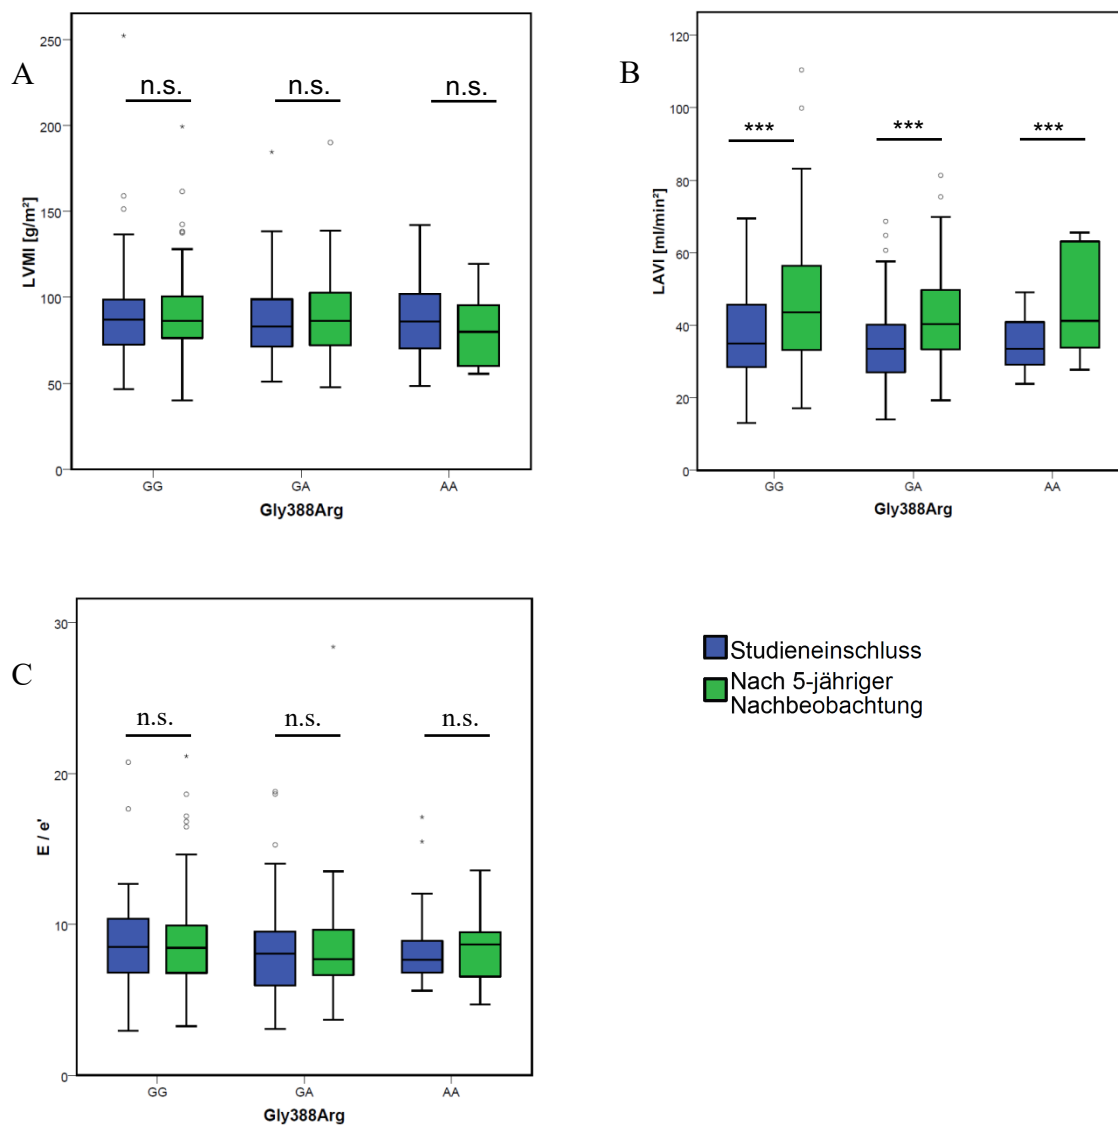 A
n.s.
n.s.
n.s.
LVMI [g/m²]
250
200
150
100
50
0
GG
GA
AA
Gly388Arg
B
***
***
***
LAVI [ml/min²]
120
100
80
60
40
20
0
GG
GA
AA
Gly388Arg
C
n.s.
n.s.
n.s.
E / e'
30
20
10
0
GG
GA
AA
Gly388Arg
Studieneinschluss
Nach 5-jähriger
Nachbeobachtung